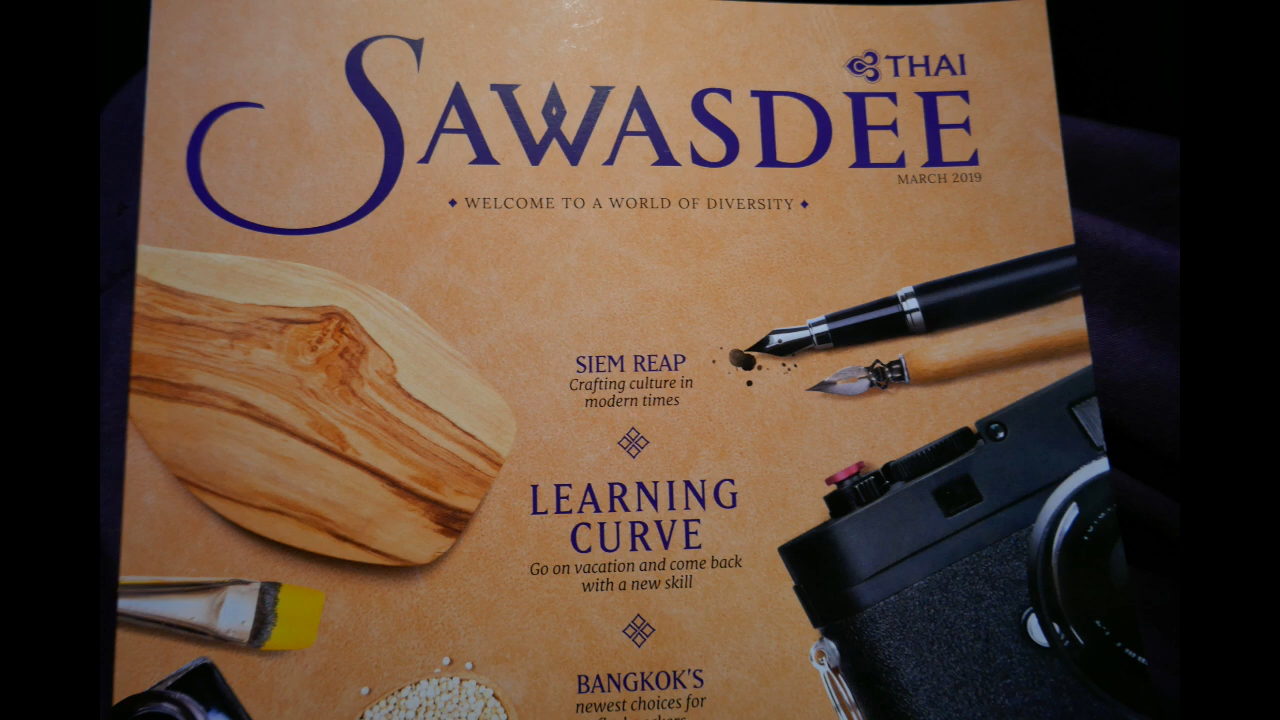 THAI
SAWASDEE
MARCH 2019
WELCOME TO A WORLD OF DIVERSITY
SIEM REAP
Crafting culture in
modern times
LEARNING
CURVE
Go on vacation and come back
with a new skill
BANGKOK'S
newest choices for